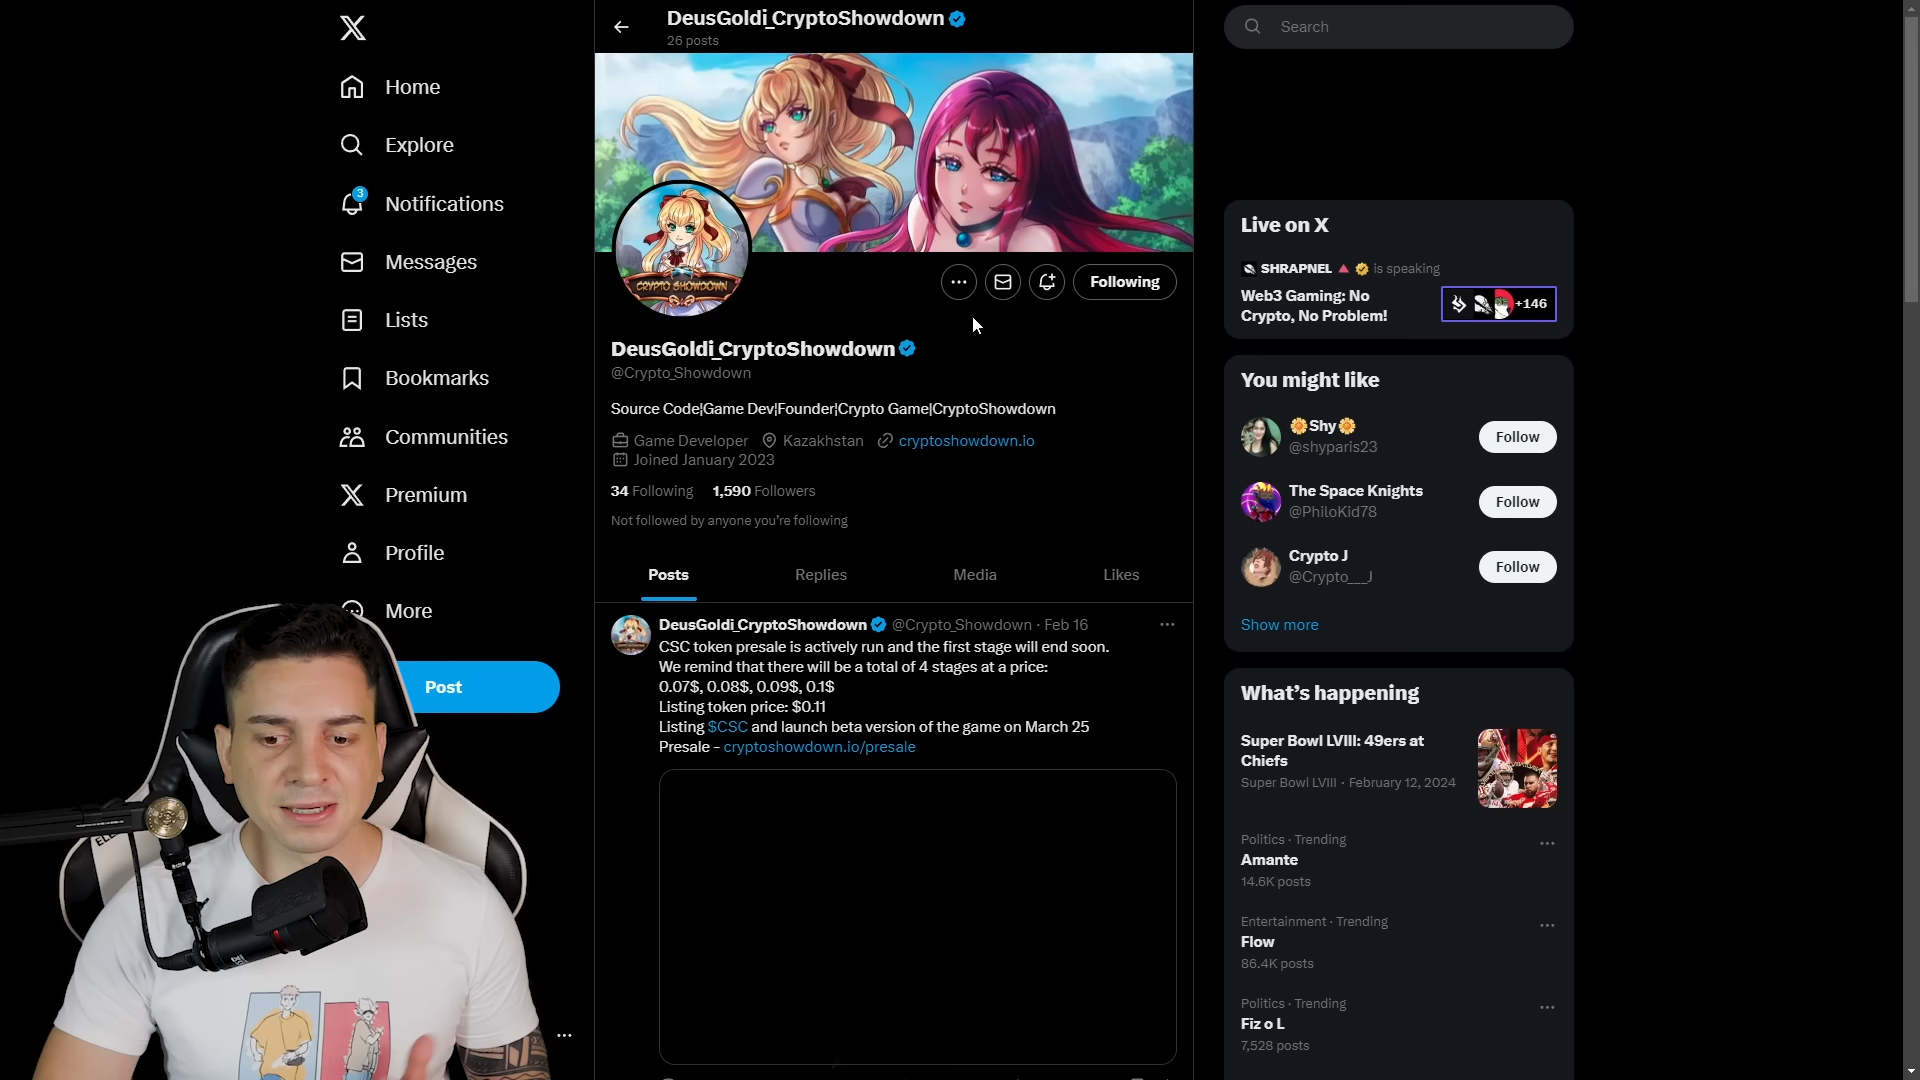 Home
Explore
3
Notifications
Messages
Lists
Bookmarks
Communities
Premium
Profile
More
Post
DeusGoldi_CryptoShowdown
26 posts
CRYPTO SHOWDOWN
Following
DeusGoldi_CryptoShowdown
@Crypto_Showdown
Source Code¦Game Dev¦Founder¦Crypto Game|CryptoShowdown
Game Developer Kazakhstan cryptoshowdown.io
Joined January 2023
34 Following 1,590 Followers
Not followed by anyone you're following
Posts Replies Media Likes
DeusGoldi_CryptoShowdown @Crypto_Showdown · Feb 16
CSC token presale is actively run and the first stage will end soon.
We remind that there will be a total of 4 stages at a price:
0.07$, 0.08$, 0.09$, 0.1$
Listing token price: $0.11
Listing $CSC and launch beta version of the game on March 25
Presale - cryptoshowdown.io/presale
Search
Live on X
SHRAPNEL 🔺 is speaking
Web3 Gaming: No
Crypto, No Problem!
+146
You might like
🌼Shy🌼
@shyparis23
Follow
The Space Knights
@PhiloKid78
Follow
Crypto J
@Crypto___J
Follow
Show more
What's happening
Super Bowl LVIII: 49ers at
Chiefs
Super Bowl LVIII · February 12, 2024
Politics · Trending
Amante
14.6K posts
Entertainment · Trending
Flow
86.4K posts
Politics · Trending
Fiz o L
7,528 posts